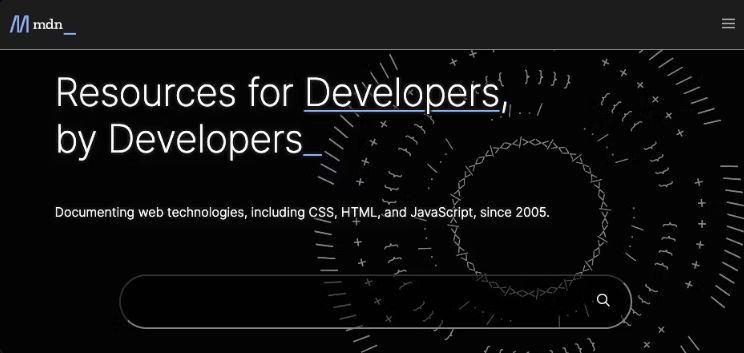 mdn_
Resources for Developers,
by Developers_
Documenting web technologies, including CSS, HTML, and JavaScript, since 2005.